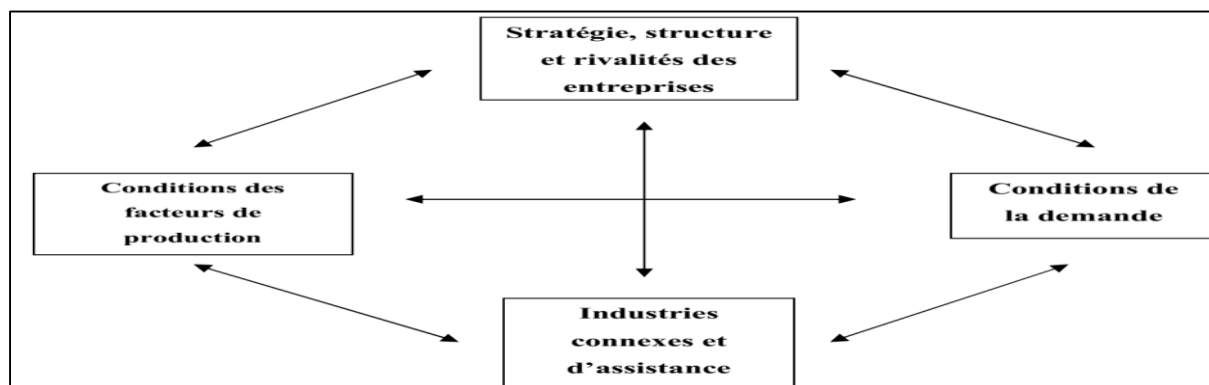 Stratégie, structure
et rivalités des
entreprises
Conditions des
facteurs de
production
Conditions de
la demande
Industries
connexes et
d’assistance